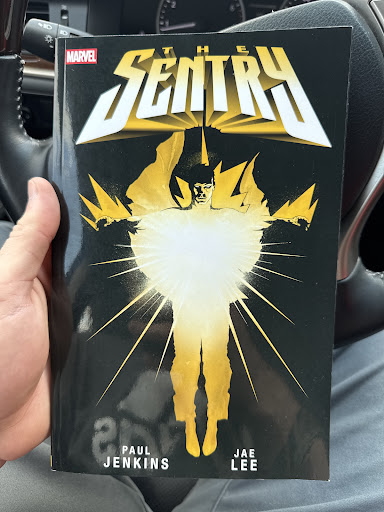 MARVEL
THE
SENTRY
PAUL
JENKINS
JAE
LEE